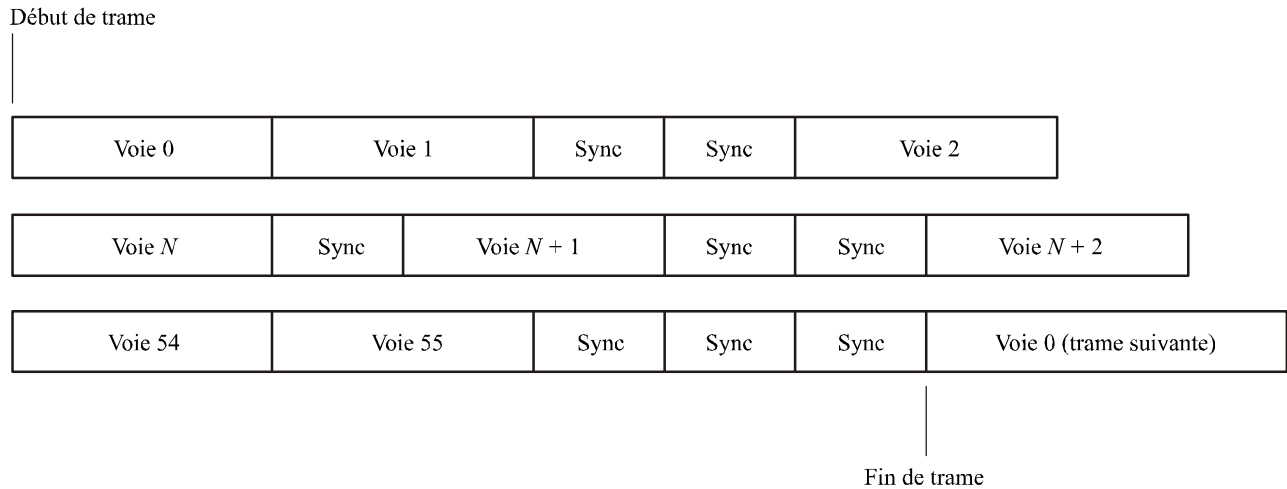 Début de trame
Voie 0 Voie 1 Sync Sync Voie 2
Voie N Sync Voie N + 1 Sync Sync Voie N + 2
Voie 54 Voie 55 Sync Sync Sync Voie 0 (trame suivante)
Fin de trame